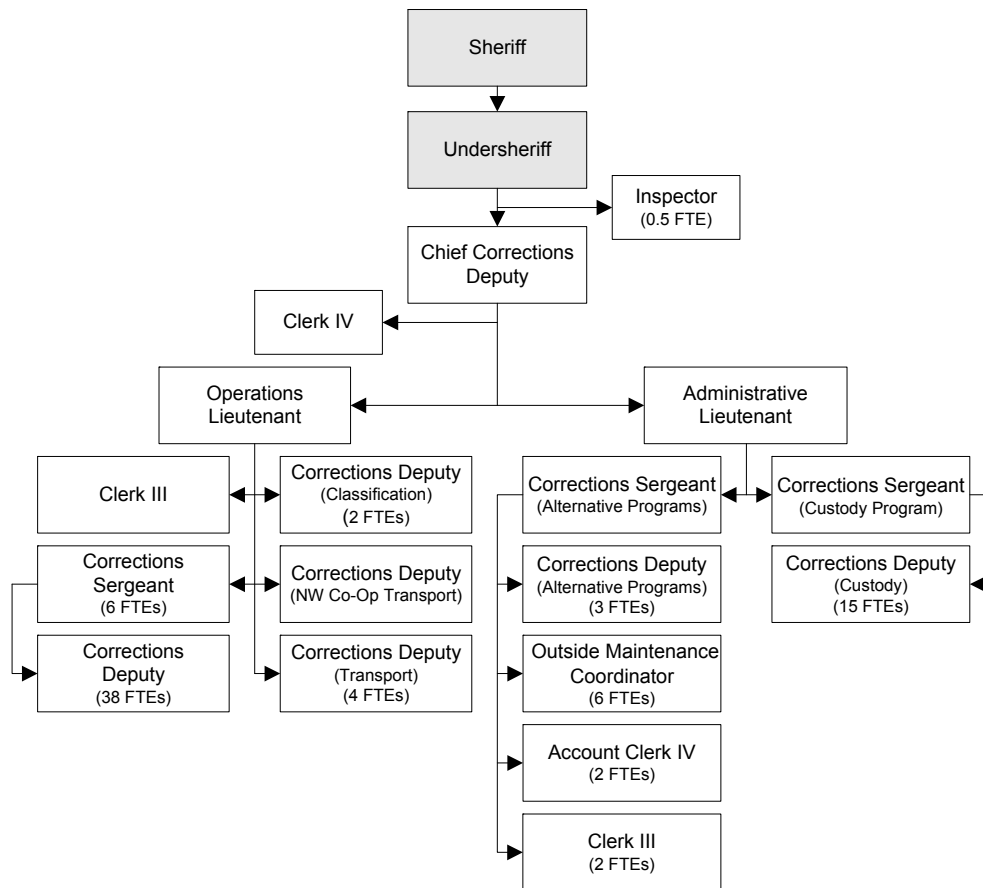 Sheriff
Undersheriff
Inspector
(0.5 FTE)
Chief Corrections
Deputy
Clerk IV
Operations
Lieutenant
Administrative
Lieutenant
Clerk III
Corrections Deputy
(Classification)
(2 FTEs)
Corrections Sergeant
(Alternative Programs)
Corrections Sergeant
(Custody Program)
Corrections
Sergeant
(6 FTEs)
Corrections Deputy
(NW Co-Op Transport)
Corrections Deputy
(Alternative Programs)
(3 FTEs)
Corrections Deputy
(Custody)
(15 FTEs)
Corrections
Deputy
(38 FTEs)
Corrections Deputy
(Transport)
(4 FTEs)
Outside Maintenance
Coordinator
(6 FTEs)
Account Clerk IV
(2 FTEs)
Clerk III
(2 FTEs)